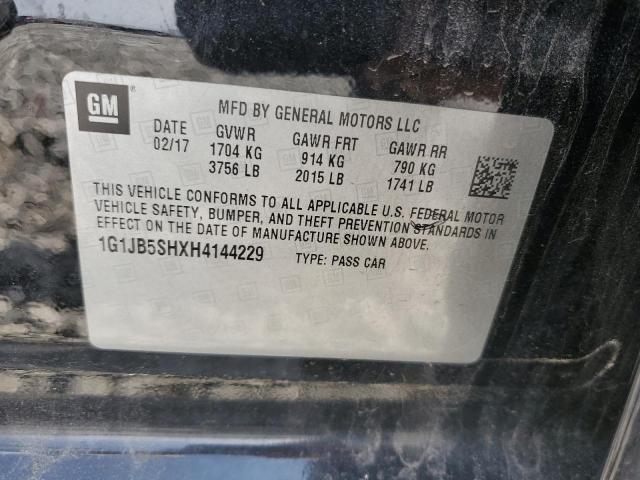 GM®
MFD BY GENERAL MOTORS LLC
DATE GVWR GAWR FRT GAWR RR
02/17 1704 KG 914 KG 790 KG
3756 LB 2015 LB 1741 LB
THIS VEHICLE CONFORMS TO ALL APPLICABLE U.S. FEDERAL MOTOR
VEHICLE SAFETY, BUMPER, AND THEFT PREVENTION STANDARDS IN
EFFECT ON THE DATE OF MANUFACTURE SHOWN ABOVE.
1G1JB5SHXH4144229 TYPE: PASS CAR